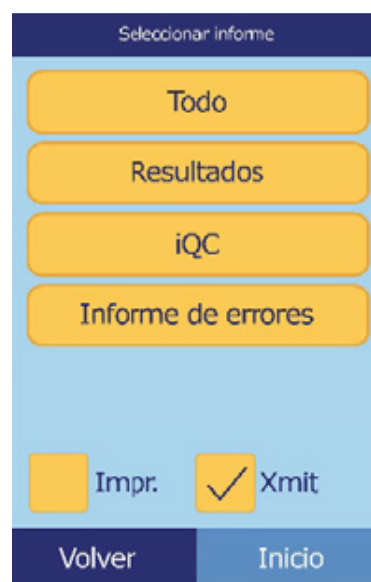 Seleccionar informe
Todo
Resultados
iQC
Informe de errores
Impr. Xmit
Volver Inicio